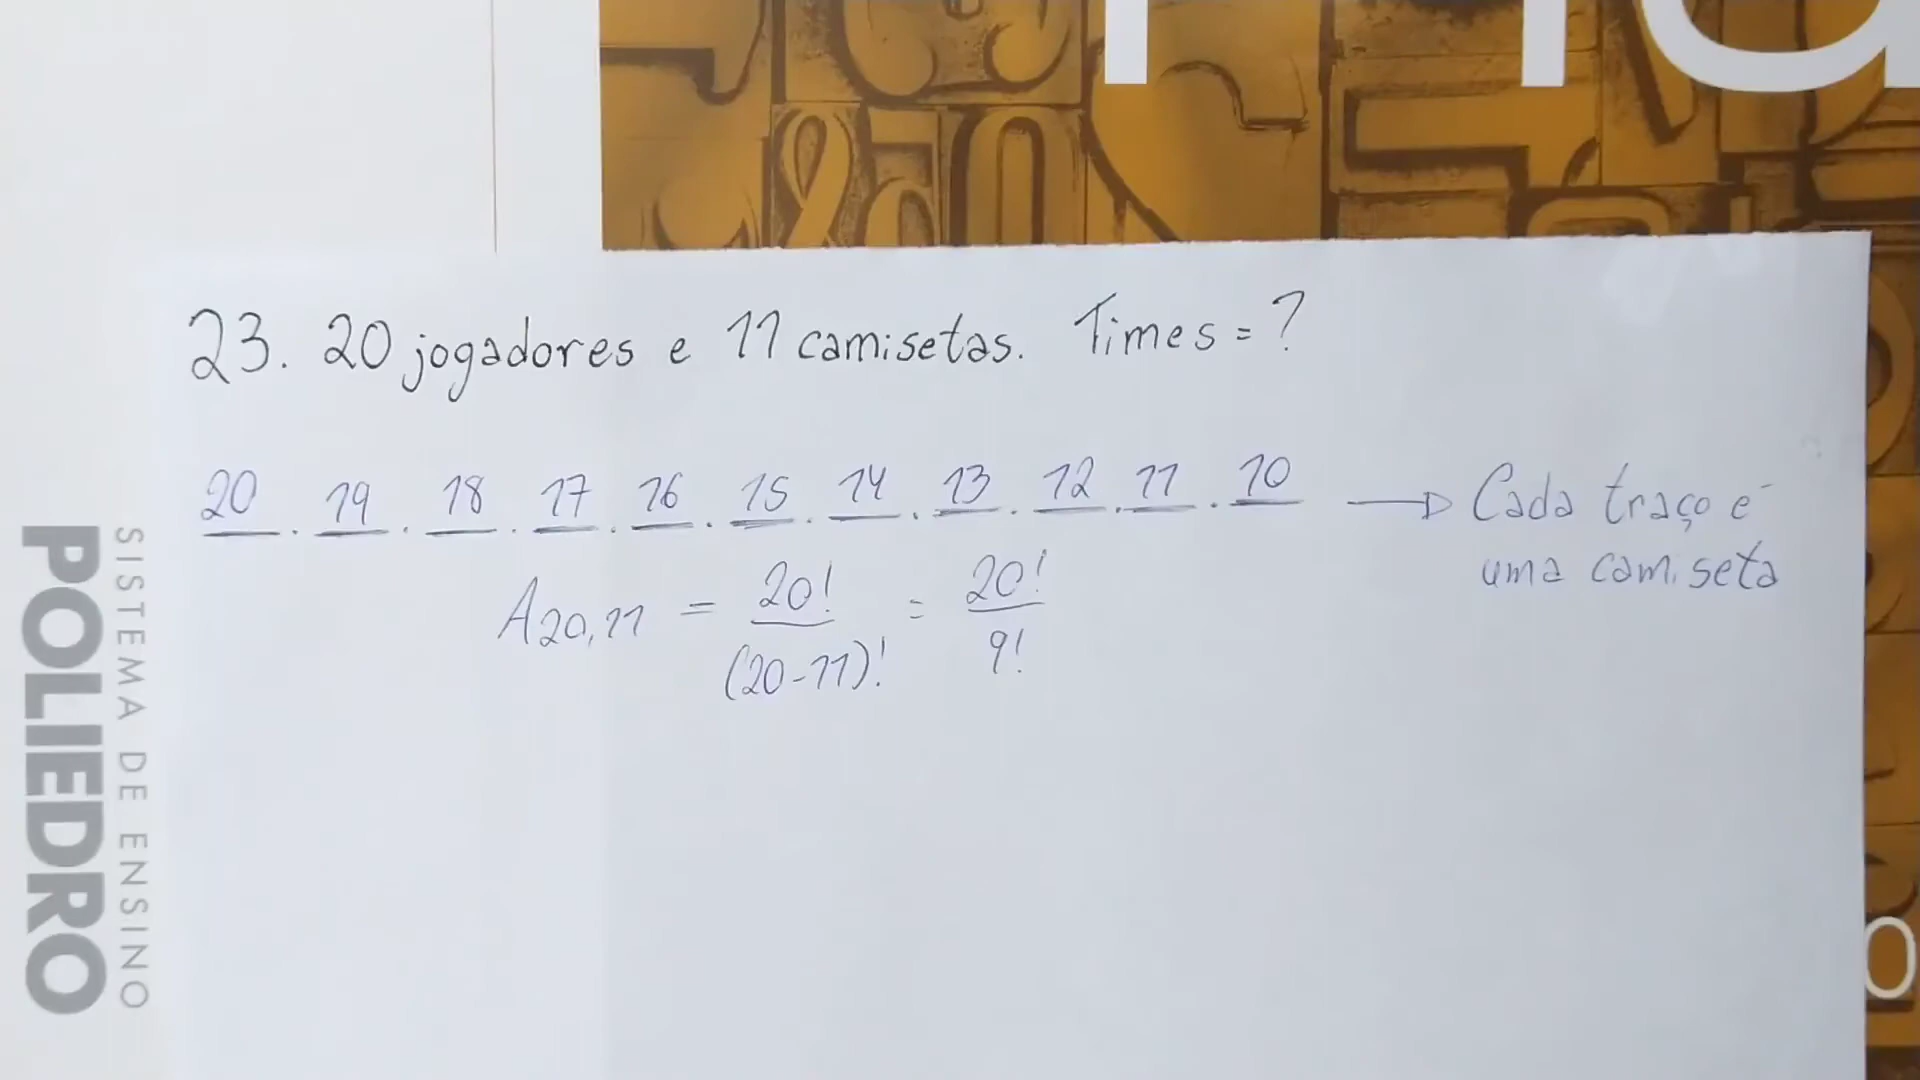 23. 20 jogadores e 11 camisetas. Times = ?
20 . 19 . 18 . 17 . 16 . 15 . 14 . 13 . 12 . 11 . 10 → Cada traço é
uma camiseta
A20,11 = 20!/(20-11)! = 20!/9!
SISTEMA DE ENSINO
POLIEDRO